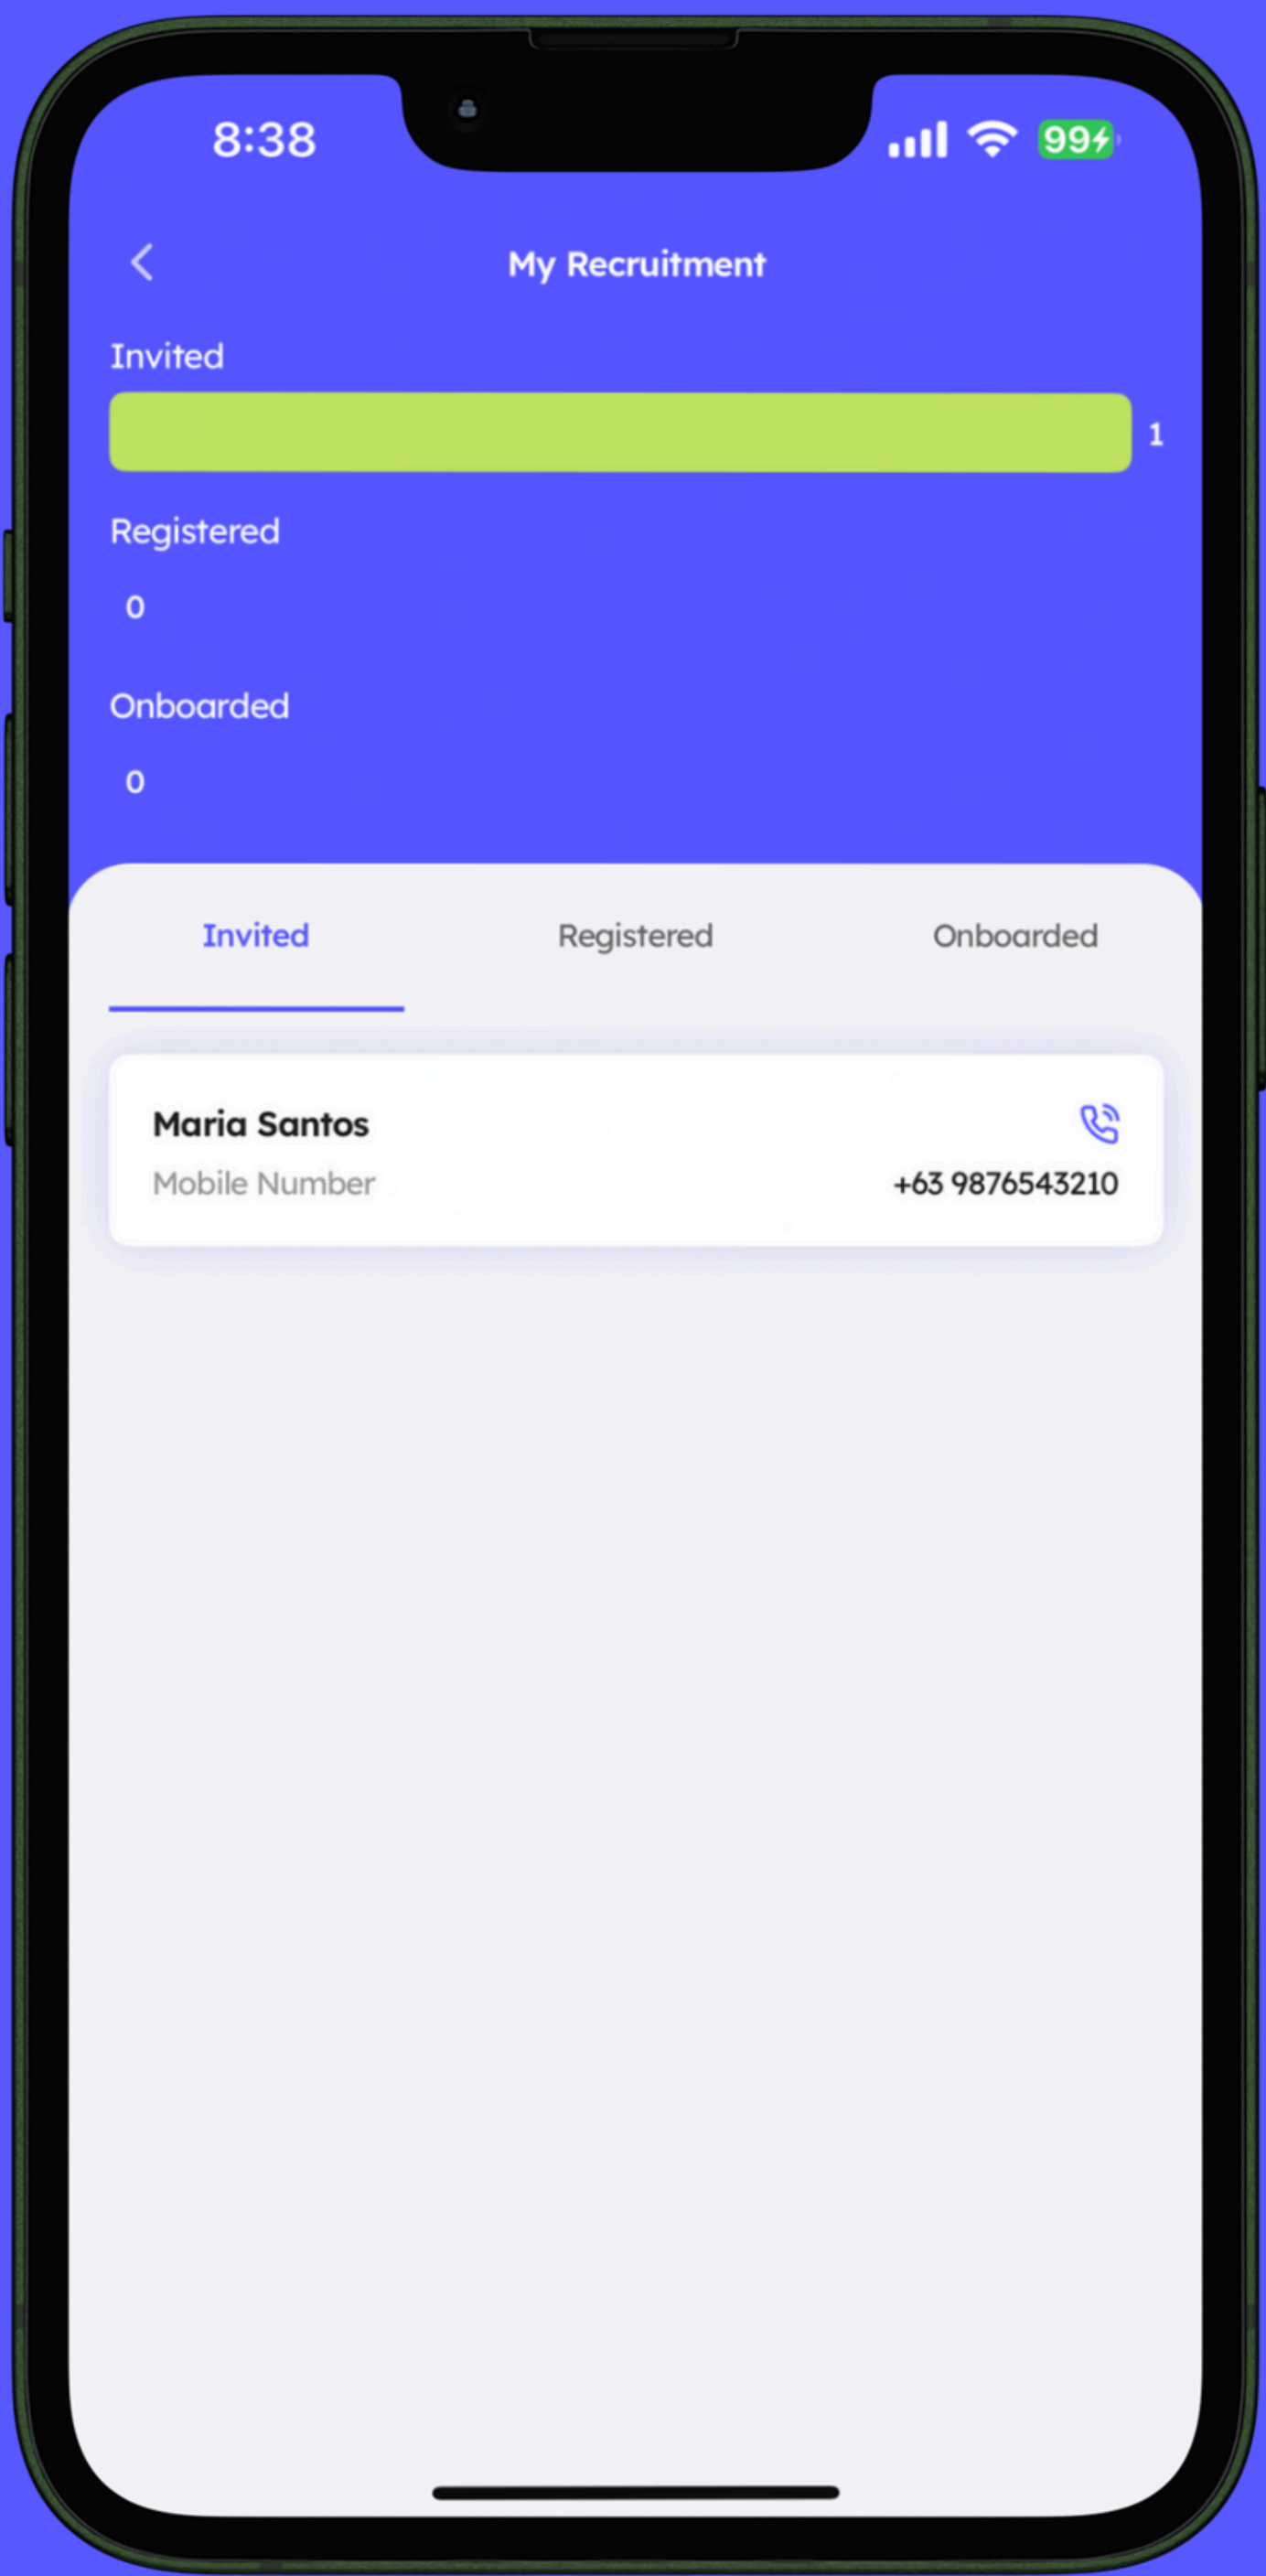 8:38
99
My Recruitment
Invited
1
Registered
0
Onboarded
0
Invited Registered Onboarded
Maria Santos
Mobile Number +63 9876543210